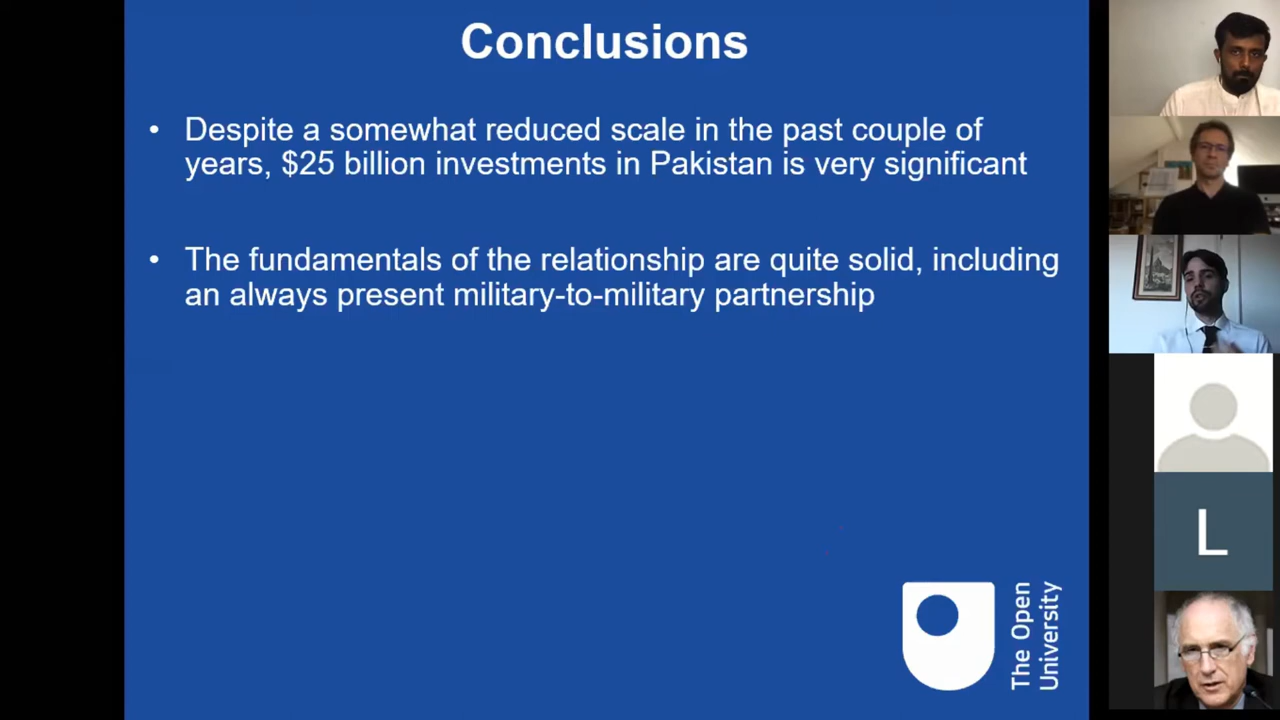 Conclusions
• Despite a somewhat reduced scale in the past couple of
years, $25 billion investments in Pakistan is very significant
• The fundamentals of the relationship are quite solid, including
an always present military-to-military partnership
The Open
University
L